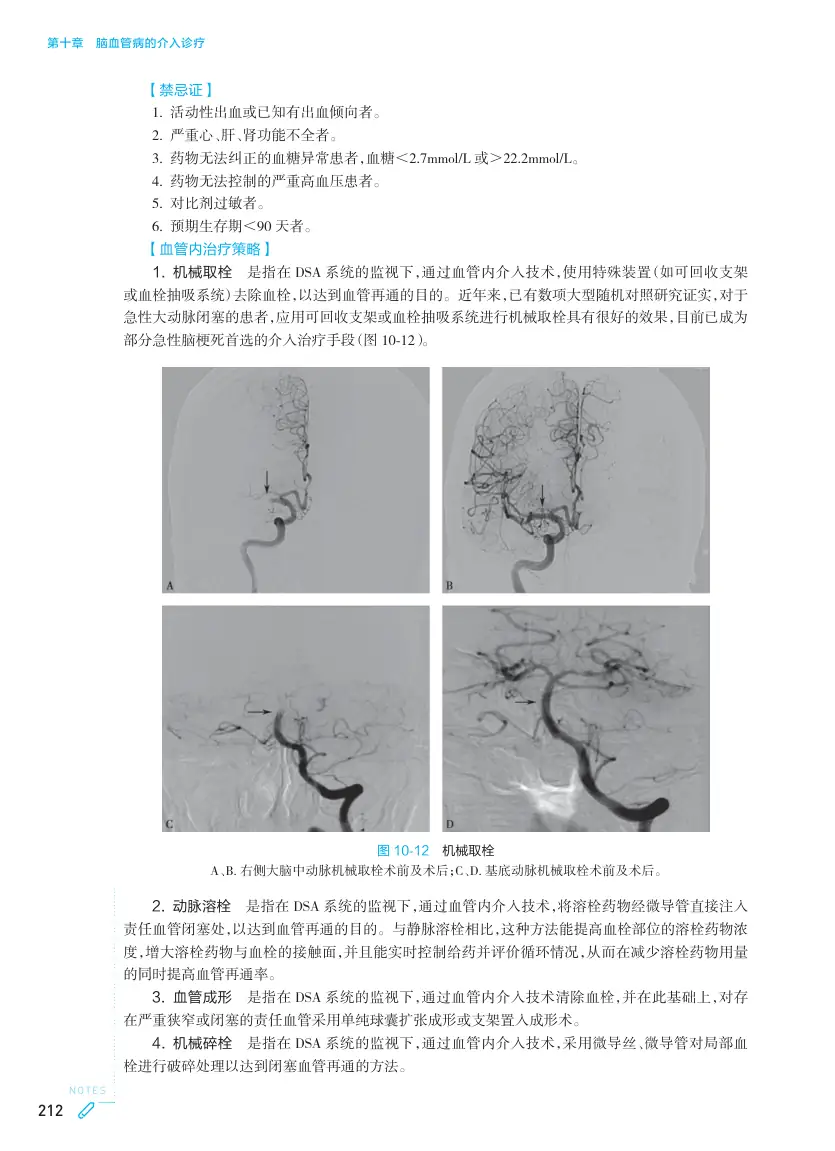 第十章 脑血管病的介入诊疗
【禁忌证】
1. 活动性出血或已知有出血倾向者。
2. 严重心、肝、肾功能不全者。
3. 药物无法纠正的血糖异常患者,血糖＜2.7mmol/L 或＞22.2mmol/L。
4. 药物无法控制的严重高血压患者。
5. 对比剂过敏者。
6. 预期生存期＜90 天者。
【血管内治疗策略】
1. 机械取栓 是指在 DSA 系统的监视下,通过血管内介入技术,使用特殊装置(如可回收支架
或血栓抽吸系统)去除血栓,以达到血管再通的目的。近年来,已有数项大型随机对照研究证实,对于
急性大动脉闭塞的患者,应用可回收支架或血栓抽吸系统进行机械取栓具有很好的效果,目前已成为
部分急性脑梗死首选的介入治疗手段(图 10-12)。
A
B
C
D
图 10-12 机械取栓
A、B. 右侧大脑中动脉机械取栓术前及术后;C、D. 基底动脉机械取栓术前及术后。
2. 动脉溶栓 是指在 DSA 系统的监视下,通过血管内介入技术,将溶栓药物经微导管直接注入
责任血管闭塞处,以达到血管再通的目的。与静脉溶栓相比,这种方法能提高血栓部位的溶栓药物浓
度,增大溶栓药物与血栓的接触面,并且能实时控制给药并评价循环情况,从而在减少溶栓药物用量
的同时提高血管再通率。
3. 血管成形 是指在 DSA 系统的监视下,通过血管内介入技术清除血栓,并在此基础上,对存
在严重狭窄或闭塞的责任血管采用单纯球囊扩张成形或支架置入成形术。
4. 机械碎栓 是指在 DSA 系统的监视下,通过血管内介入技术,采用微导丝、微导管对局部血
栓进行破碎处理以达到闭塞血管再通的方法。
NOTES
212